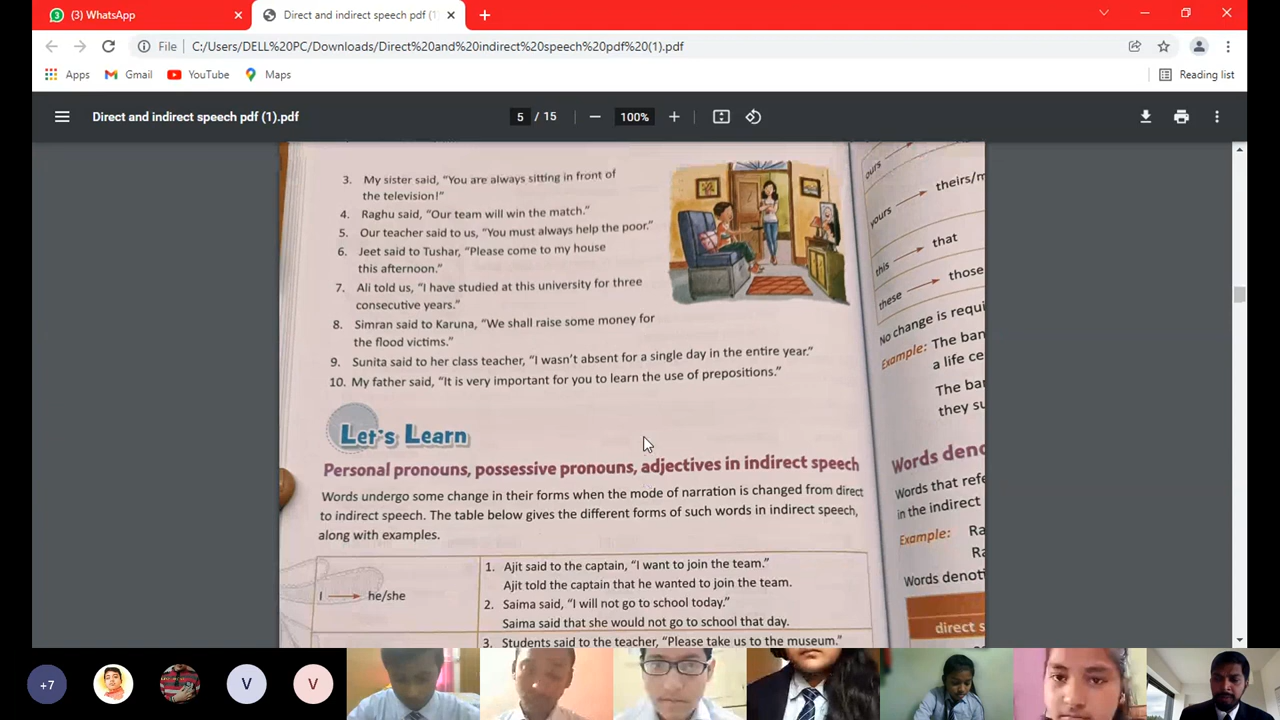 (3) WhatsApp
Direct and indirect speech pdf (1
File
C:/Users/DELL%20PC/Downloads/Direct%20and%20indirect%20speech%20pdf%20(1).pdf
Apps
Gmail
YouTube
Maps
Reading list
Direct and indirect speech pdf (1).pdf
5 / 15
100%
3. My sister said, "You are always sitting in front of
the television!"
4. Raghu said, "Our team will win the match."
5. Our teacher said to us, "You must always help the poor."
6. Jeet said to Tushar, "Please come to my house
this afternoon."
7. Ali told us, "I have studied at this university for three
consecutive years."
8. Simran said to Karuna, "We shall raise some money for
the flood victims."
9. Sunita said to her class teacher, "I wasn't absent for a single day in the entire year."
10. My father said, "It is very important for you to learn the use of prepositions."
Let's Learn
Personal pronouns, possessive pronouns, adjectives in indirect speech
Words undergo some change in their forms when the mode of narration is changed from direct
to indirect speech. The table below gives the different forms of such words in indirect speech,
along with examples.
I he/she
1. Ajit said to the captain, "I want to join the team."
Ajit told the captain that he wanted to join the team.
2. Saima said, "I will not go to school today."
Saima said that she would not go to school that day.
3. Students said to the teacher, "Please take us to the museum."
ours
yours theirs/m
this that
these those
No change is requi
Example: The ban
a life ce
The bar
they su
Words deno
Words that refe
in the indirect
Example: Ra
Ra
Words denoti
direct s
+7
V
V